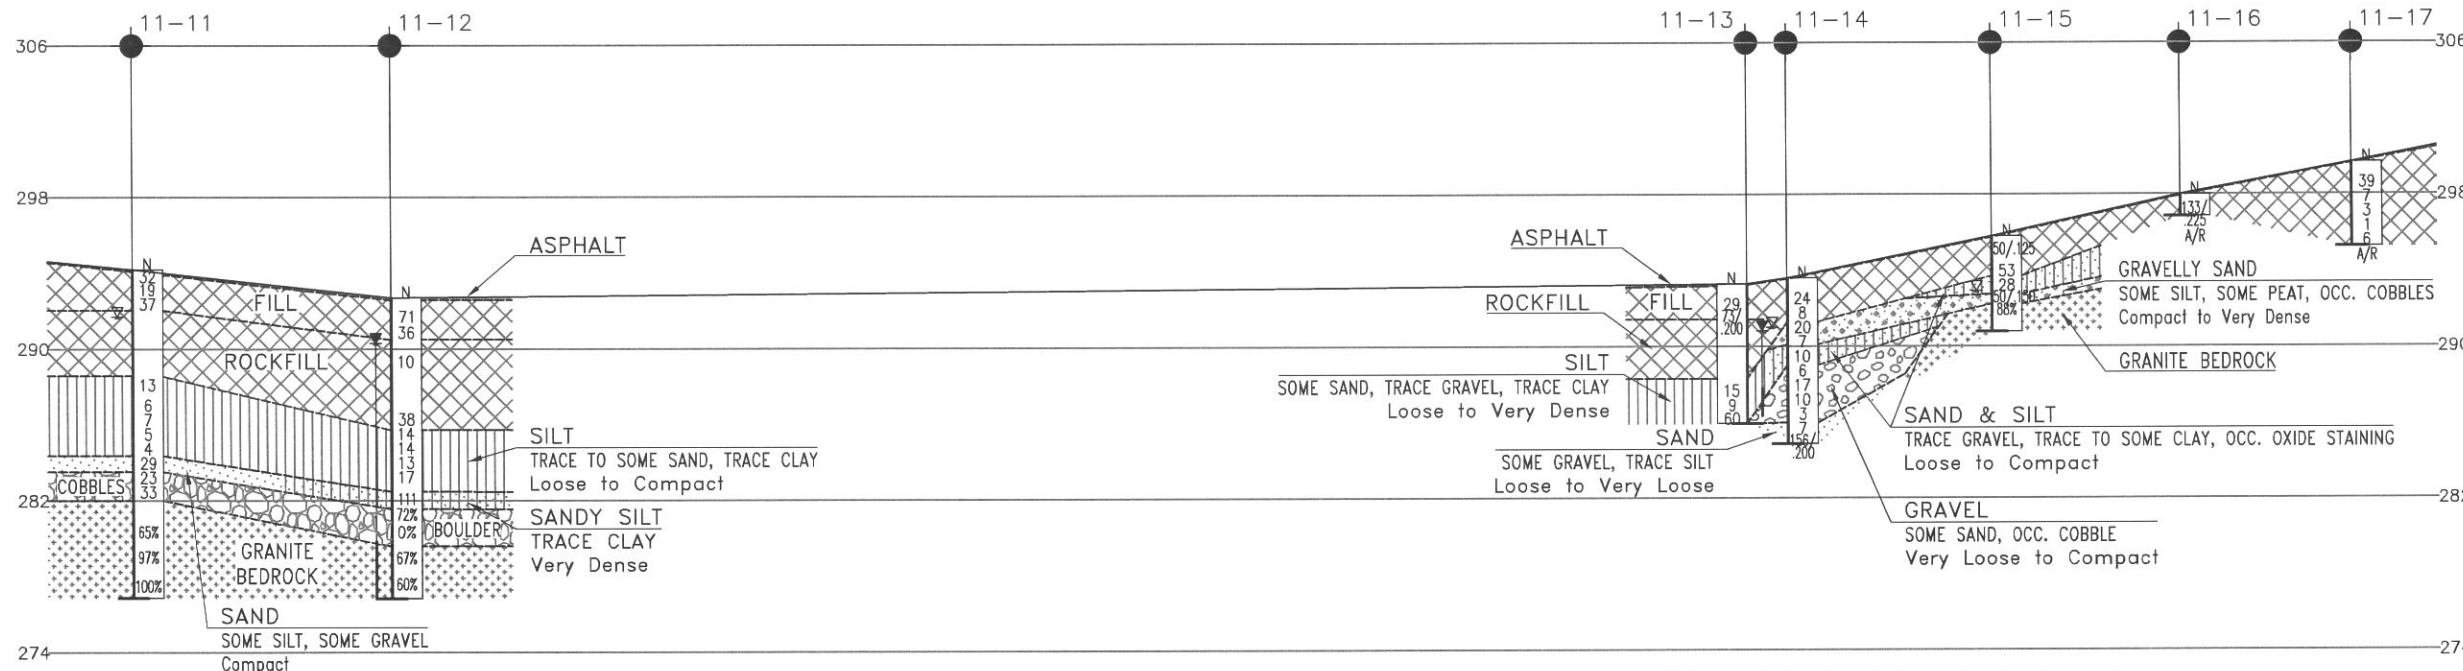 11-11
11-12
11-13
11-14
11-15
11-16
11-17
306
306
298
298
290
290
282
282
274
27
N
32
19
37
13
6
7
5
4
29
23
33
65%
97%
100%
N
71
36
10
38
14
14
13
17
111
72%
0%
67%
60%
FILL
ROCKFILL
COBBLES
BOULDER
GRANITE
BEDROCK
ASPHALT
SILT
TRACE TO SOME SAND, TRACE CLAY
Loose to Compact
SANDY SILT
TRACE CLAY
Very Dense
SAND
SOME SILT, SOME GRAVEL
Compact
ASPHALT
ROCKFILL
FILL
SILT
SOME SAND, TRACE GRAVEL, TRACE CLAY
Loose to Very Dense
SAND
SOME GRAVEL, TRACE SILT
Loose to Very Loose
N
29
73/
.200
15
9
60
N
24
8
20
7
10
6
17
10
3
7
156/
.200
N
50/.125
53
28
50/.150
88%
N
133/
.225
A/R
N
39
7
3
1
6
A/R
GRAVELLY SAND
SOME SILT, SOME PEAT, OCC. COBBLES
Compact to Very Dense
GRANITE BEDROCK
SAND & SILT
TRACE GRAVEL, TRACE TO SOME CLAY, OCC. OXIDE STAINING
Loose to Compact
GRAVEL
SOME SAND, OCC. COBBLE
Very Loose to Compact